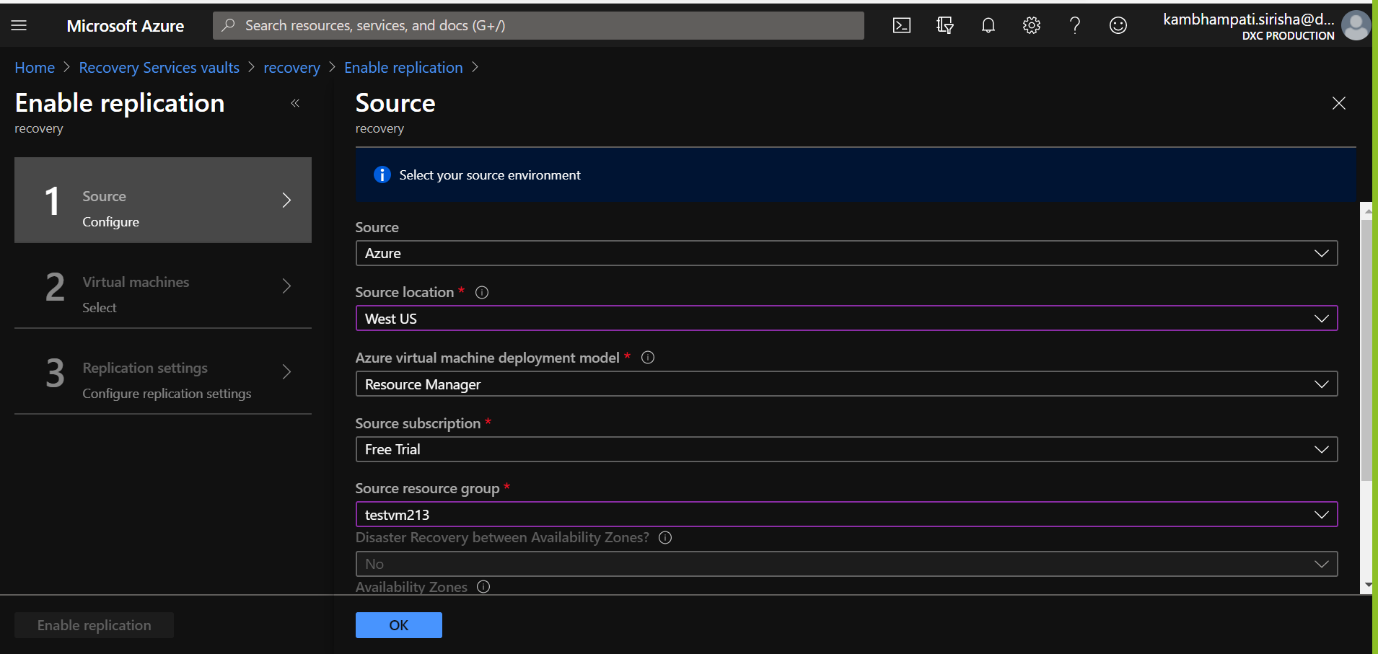 Microsoft Azure
Search resources, services, and docs (G+/)
kambhampati.sirisha@d...
DXC PRODUCTION
Home > Recovery Services vaults > recovery > Enable replication >
Enable replication
recovery
«
1
Source
Configure
2
Virtual machines
Select
3
Replication settings
Configure replication settings
Enable replication
Source
recovery
Select your source environment
Source
Azure
Source location *
West US
Azure virtual machine deployment model *
Resource Manager
Source subscription *
Free Trial
Source resource group *
testvm213
Disaster Recovery between Availability Zones?
No
Availability Zones
OK